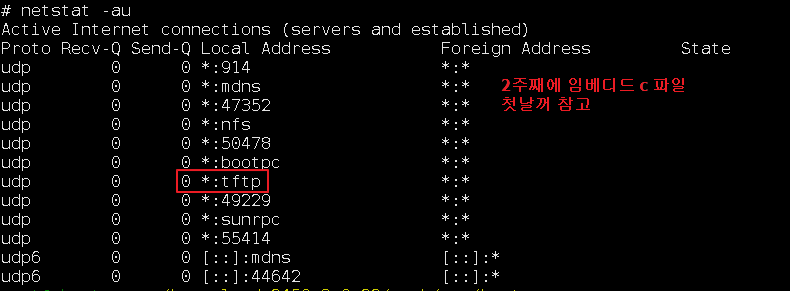 # netstat -au
Active Internet connections (servers and established)
Proto Recv-Q Send-Q Local Address Foreign Address State
udp 0 0 *:914 *:*
udp 0 0 *:mdns *:*
udp 0 0 *:47352 *:*
udp 0 0 *:nfs *:*
udp 0 0 *:50478 *:*
udp 0 0 *:bootpc *:*
udp 0 0 *:tftp *:*
udp 0 0 *:49229 *:*
udp 0 0 *:sunrpc *:*
udp 0 0 *:55414 *:*
udp6 0 0 [::]:mdns [::]:*
udp6 0 0 [::]:44642 [::]:*
2주째에 임베디드 c 파일
첫날꺼 참고